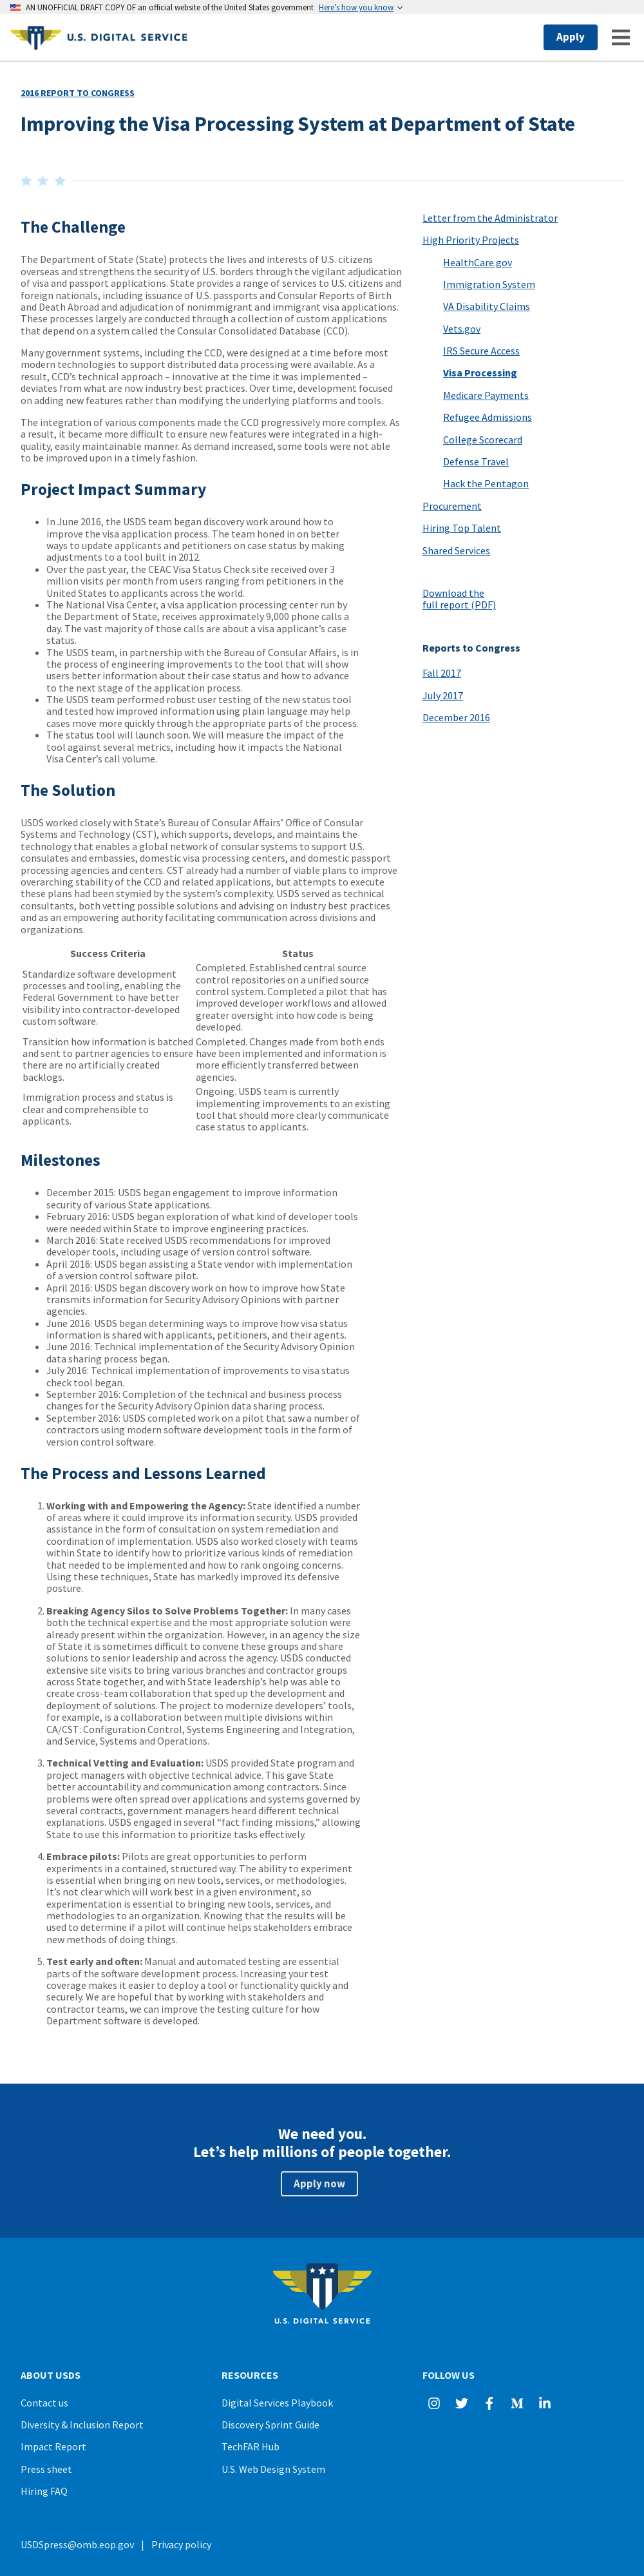 AN UNOFFICIAL DRAFT COPY OF an official website of the United States government Here's how you know
U.S. DIGITAL SERVICE
Apply
2016 REPORT TO CONGRESS
Improving the Visa Processing System at Department of State
The Challenge
The Department of State (State) protects the lives and interests of U.S. citizens
overseas and strengthens the security of U.S. borders through the vigilant adjudication
of visa and passport applications. State provides a range of services to U.S. citizens and
foreign nationals, including issuance of U.S. passports and Consular Reports of Birth
and Death Abroad and adjudication of nonimmigrant and immigrant visa applications.
These processes largely are conducted through a collection of custom applications
that depend on a system called the Consular Consolidated Database (CCD).
Many government systems, including the CCD, were designed at a time before most
modern technologies to support distributed data processing were available. As a
result, CCD's technical approach – innovative at the time it was implemented –
deviates from what are now industry best practices. Over time, development focused
on adding new features rather than modifying the underlying platforms and tools.
The integration of various components made the CCD progressively more complex. As
a result, it became more difficult to ensure new features were integrated in a high-
quality, easily maintainable manner. As demand increased, some tools were not able
to be improved upon in a timely fashion.
Project Impact Summary
• In June 2016, the USDS team began discovery work around how to
improve the visa application process. The team honed in on better
ways to update applicants and petitioners on case status by making
adjustments to a tool built in 2012.
• Over the past year, the CEAC Visa Status Check site received over 3
million visits per month from users ranging from petitioners in the
United States to applicants across the world.
• The National Visa Center, a visa application processing center run by
the Department of State, receives approximately 9,000 phone calls a
day. The vast majority of those calls are about a visa applicant's case
status.
• The USDS team, in partnership with the Bureau of Consular Affairs, is in
the process of engineering improvements to the tool that will show
users better information about their case status and how to advance
to the next stage of the application process.
• The USDS team performed robust user testing of the new status tool
and tested how improved information using plain language may help
cases move more quickly through the appropriate parts of the process.
• The status tool will launch soon. We will measure the impact of the
tool against several metrics, including how it impacts the National
Visa Center's call volume.
The Solution
USDS worked closely with State's Bureau of Consular Affairs' Office of Consular
Systems and Technology (CST), which supports, develops, and maintains the
technology that enables a global network of consular systems to support U.S.
consulates and embassies, domestic visa processing centers, and domestic passport
processing agencies and centers. CST already had a number of viable plans to improve
overarching stability of the CCD and related applications, but attempts to execute
these plans had been stymied by the system's complexity. USDS served as technical
consultants, both vetting possible solutions and advising on industry best practices
and as an empowering authority facilitating communication across divisions and
organizations.
Success Criteria Status
Standardize software development
processes and tooling, enabling the
Federal Government to have better
visibility into contractor-developed
custom software.
Completed. Established central source
control repositories on a unified source
control system. Completed a pilot that has
improved developer workflows and allowed
greater oversight into how code is being
developed.
Transition how information is batched
and sent to partner agencies to ensure
there are no artificially created
backlogs.
Completed. Changes made from both ends
have been implemented and information is
more efficiently transferred between
agencies.
Immigration process and status is
clear and comprehensible to
applicants.
Ongoing. USDS team is currently
implementing improvements to an existing
tool that should more clearly communicate
case status to applicants.
Milestones
• December 2015: USDS began engagement to improve information
security of various State applications.
• February 2016: USDS began exploration of what kind of developer tools
were needed within State to improve engineering practices.
• March 2016: State received USDS recommendations for improved
developer tools, including usage of version control software.
• April 2016: USDS began assisting a State vendor with implementation
of a version control software pilot.
• April 2016: USDS began discovery work on how to improve how State
transmits information for Security Advisory Opinions with partner
agencies.
• June 2016: USDS began determining ways to improve how visa status
information is shared with applicants, petitioners, and their agents.
• June 2016: Technical implementation of the Security Advisory Opinion
data sharing process began.
• July 2016: Technical implementation of improvements to visa status
check tool began.
• September 2016: Completion of the technical and business process
changes for the Security Advisory Opinion data sharing process.
• September 2016: USDS completed work on a pilot that saw a number of
contractors using modern software development tools in the form of
version control software.
The Process and Lessons Learned
1. Working with and Empowering the Agency: State identified a number
of areas where it could improve its information security. USDS provided
assistance in the form of consultation on system remediation and
coordination of implementation. USDS also worked closely with teams
within State to identify how to prioritize various kinds of remediation
that needed to be implemented and how to rank ongoing concerns.
Using these techniques, State has markedly improved its defensive
posture.
2. Breaking Agency Silos to Solve Problems Together: In many cases
both the technical expertise and the most appropriate solution were
already present within the organization. However, in an agency the size
of State it is sometimes difficult to convene these groups and share
solutions to senior leadership and across the agency. USDS conducted
extensive site visits to bring various branches and contractor groups
across State together, and with State leadership's help was able to
create cross-team collaboration that sped up the development and
deployment of solutions. The project to modernize developers' tools,
for example, is a collaboration between multiple divisions within
CA/CST: Configuration Control, Systems Engineering and Integration,
and Service, Systems and Operations.
3. Technical Vetting and Evaluation: USDS provided State program and
project managers with objective technical advice. This gave State
better accountability and communication among contractors. Since
problems were often spread over applications and systems governed by
several contracts, government managers heard different technical
explanations. USDS engaged in several "fact finding missions," allowing
State to use this information to prioritize tasks effectively.
4. Embrace pilots: Pilots are great opportunities to perform
experiments in a contained, structured way. The ability to experiment
is essential when bringing on new tools, services, or methodologies.
It's not clear which will work best in a given environment, so
experimentation is essential to bringing new tools, services, and
methodologies to an organization. Knowing that the results will be
used to determine if a pilot will continue helps stakeholders embrace
new methods of doing things.
5. Test early and often: Manual and automated testing are essential
parts of the software development process. Increasing your test
coverage makes it easier to deploy a tool or functionality quickly and
securely. We are hopeful that by working with stakeholders and
contractor teams, we can improve the testing culture for how
Department software is developed.
Letter from the Administrator
High Priority Projects
HealthCare.gov
Immigration System
VA Disability Claims
Vets.gov
IRS Secure Access
Visa Processing
Medicare Payments
Refugee Admissions
College Scorecard
Defense Travel
Hack the Pentagon
Procurement
Hiring Top Talent
Shared Services
Download the
full report (PDF)
Reports to Congress
Fall 2017
July 2017
December 2016
We need you.
Let's help millions of people together.
Apply now
U.S. DIGITAL SERVICE
ABOUT USDS
Contact us
Diversity & Inclusion Report
Impact Report
Press sheet
Hiring FAQ
RESOURCES
Digital Services Playbook
Discovery Sprint Guide
TechFAR Hub
U.S. Web Design System
FOLLOW US
USDSpress@omb.eop.gov | Privacy policy